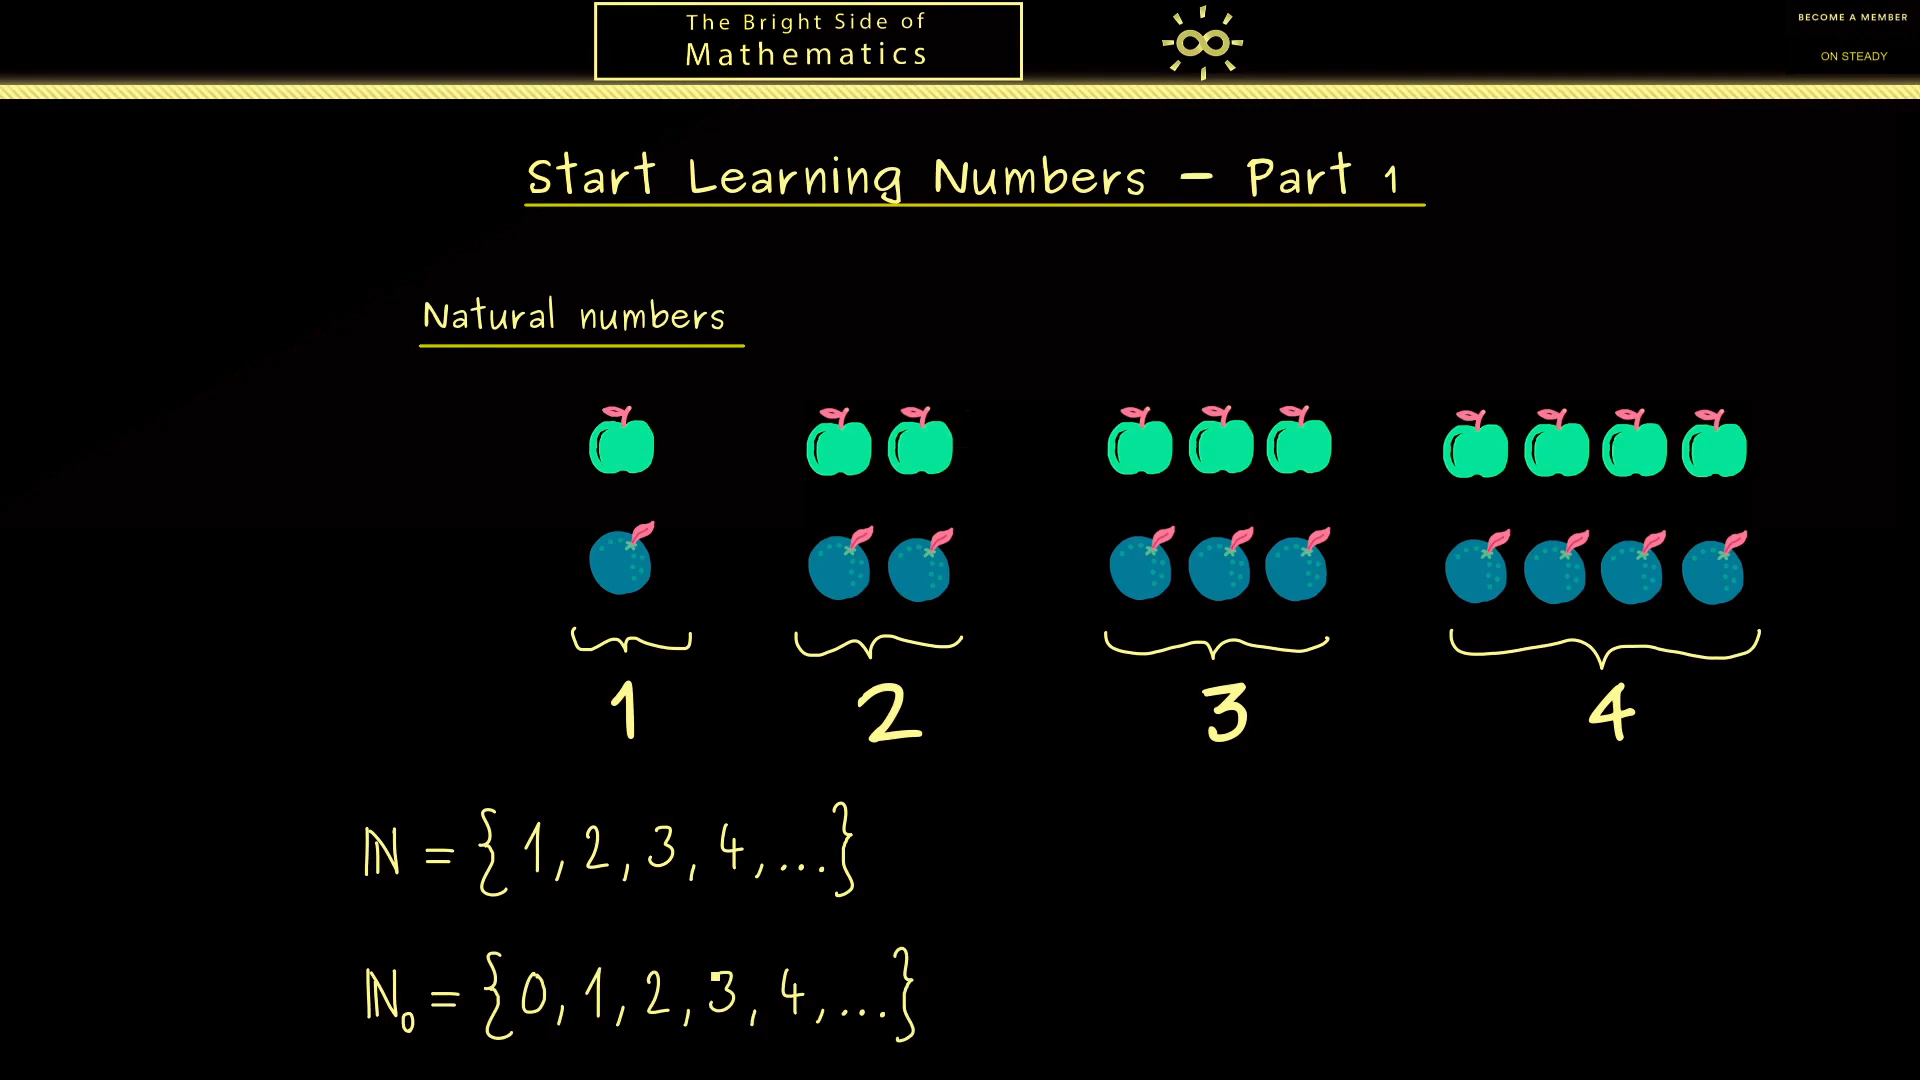 The Bright Side of
Mathematics
BECOME A MEMBER
ON STEADY
Start Learning Numbers – Part 1
Natural numbers
1 2 3 4
ℕ = { 1, 2, 3, 4, ... }
ℕ₀ = { 0, 1, 2, 3, 4, ... }